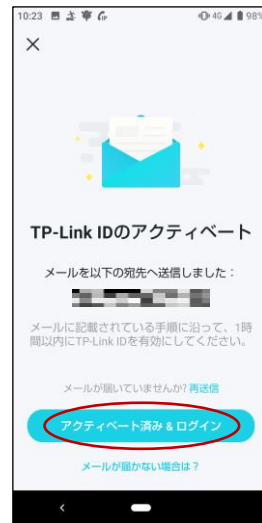 10:23 4G 98%
TP-Link IDのアクティベート
メールを以下の宛先へ送信しました：
メールに記載されている手順に沿って、1時
間以内にTP-Link IDを有効にしてください。
メールが届いていませんか? 再送信
アクティベート済み & ログイン
メールが届かない場合は？